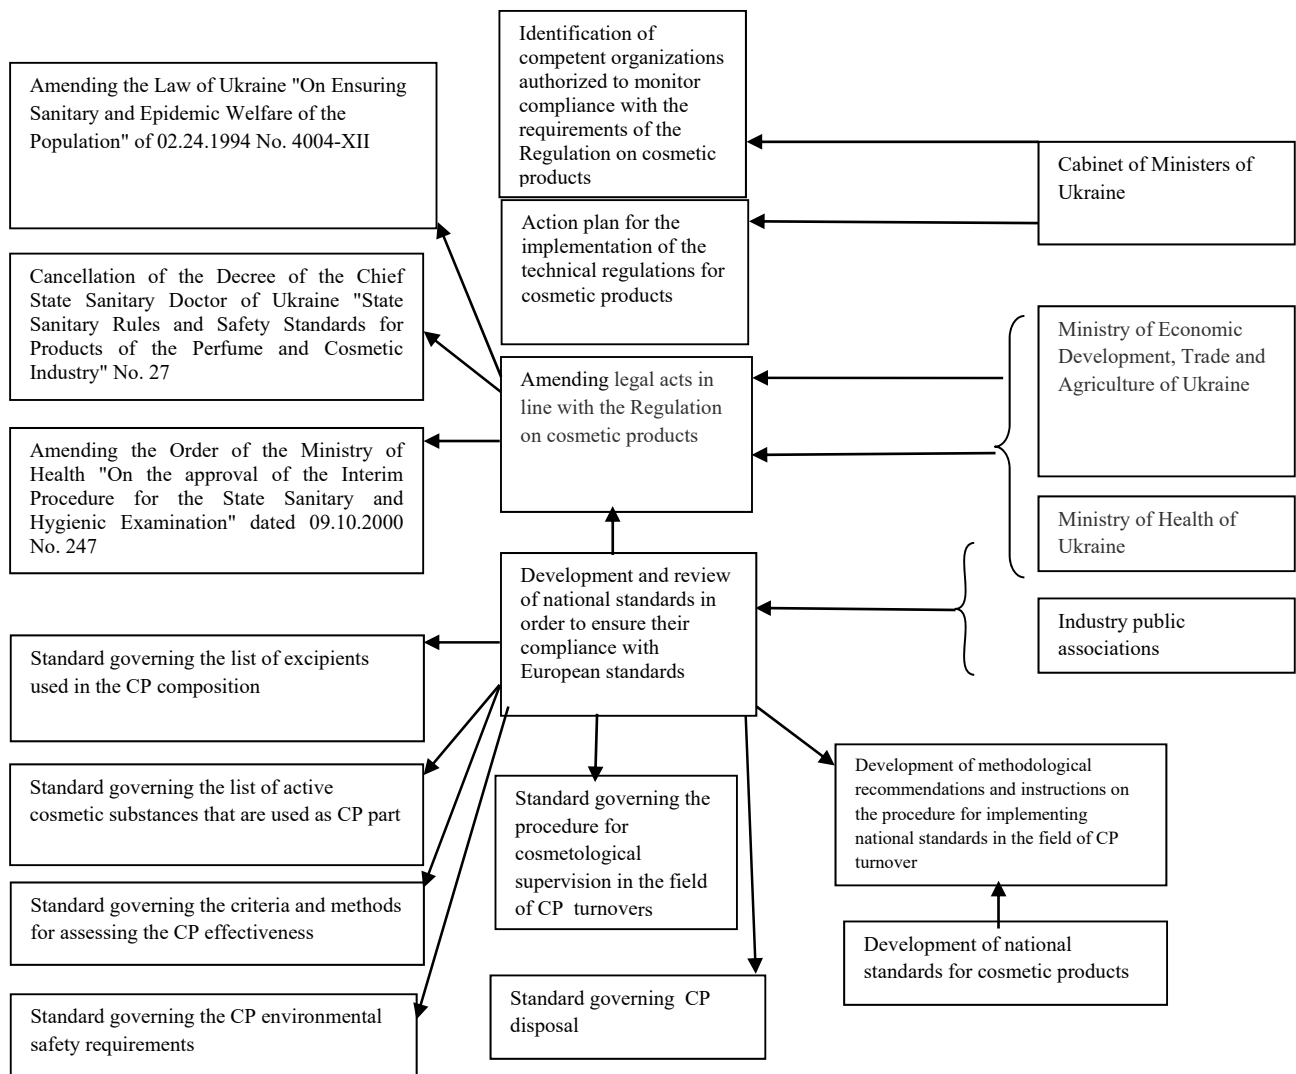 Identification of
competent organizations
authorized to monitor
compliance with the
requirements of the
Regulation on cosmetic
products
Amending the Law of Ukraine "On Ensuring
Sanitary and Epidemic Welfare of the
Population" of 02.24.1994 No. 4004-XII
Cabinet of Ministers of
Ukraine
Action plan for the
implementation of the
technical regulations for
cosmetic products
Cancellation of the Decree of the Chief
State Sanitary Doctor of Ukraine "State
Sanitary Rules and Safety Standards for
Products of the Perfume and Cosmetic
Industry" No. 27
Ministry of Economic
Development, Trade and
Agriculture of Ukraine
Amending legal acts in
line with the Regulation
on cosmetic products
Amending the Order of the Ministry of
Health "On the approval of the Interim
Procedure for the State Sanitary and
Hygienic Examination" dated 09.10.2000
No. 247
Ministry of Health of
Ukraine
Development and review
of national standards in
order to ensure their
compliance with
European standards
Industry public
associations
Standard governing the list of excipients
used in the CP composition
Standard governing the list of active
cosmetic substances that are used as CP part
Standard governing the procedure for
cosmetological
supervision in the field
of CP turnovers
Development of methodological
recommendations and instructions on
the procedure for implementing
national standards in the field of CP
turnover
Standard governing the criteria and methods
for assessing the CP effectiveness
Development of national
standards for cosmetic products
Standard governing CP
disposal
Standard governing the CP environmental
safety requirements